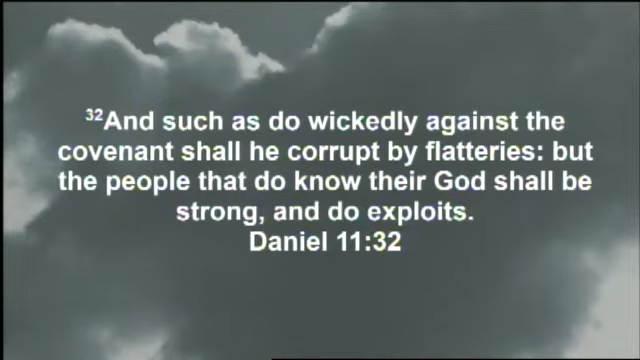 ³²And such as do wickedly against the
covenant shall he corrupt by flatteries: but
the people that do know their God shall be
strong, and do exploits.
Daniel 11:32